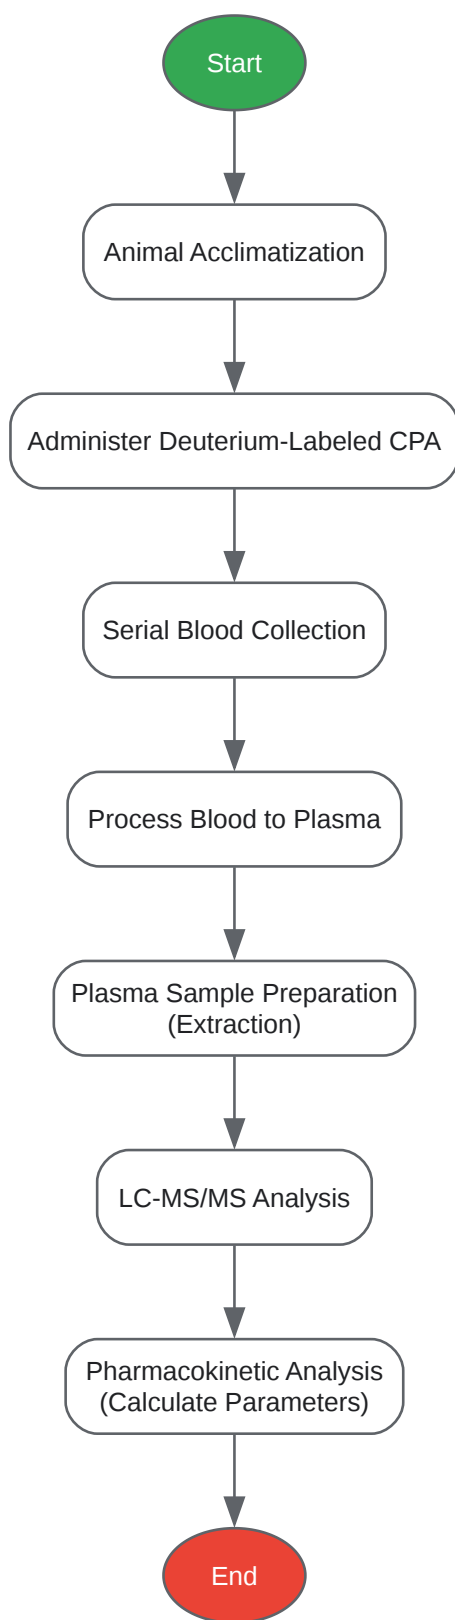 Start
Animal Acclimatization
Administer Deuterium-Labeled CPA
Serial Blood Collection
Process Blood to Plasma
Plasma Sample Preparation
(Extraction)
LC-MS/MS Analysis
Pharmacokinetic Analysis
(Calculate Parameters)
End